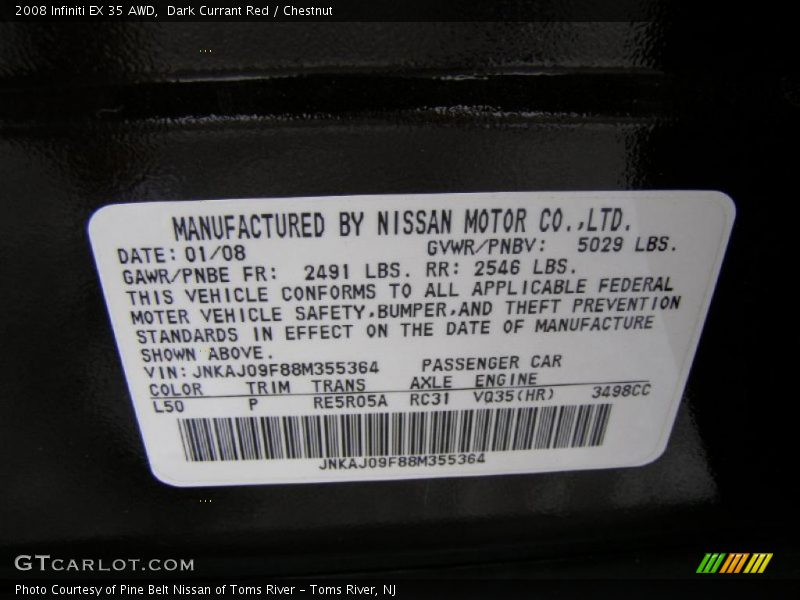 2008 Infiniti EX 35 AWD,  Dark Currant Red / Chestnut
MANUFACTURED BY NISSAN MOTOR CO.,LTD.
DATE: 01/08 GVWR/PNBV: 5029 LBS.
GAWR/PNBE FR: 2491 LBS. RR: 2546 LBS.
THIS VEHICLE CONFORMS TO ALL APPLICABLE FEDERAL
MOTER VEHICLE SAFETY,BUMPER,AND THEFT PREVENTION
STANDARDS IN EFFECT ON THE DATE OF MANUFACTURE
SHOWN ABOVE.
VIN: JNKAJ09F88M355364 PASSENGER CAR
COLOR TRIM TRANS AXLE ENGINE
L50 P RE5R05A RC31 VQ35(HR) 3498CC
JNKAJ09F88M355364
GTCARLOT.COM
Photo Courtesy of Pine Belt Nissan of Toms River – Toms River, NJ